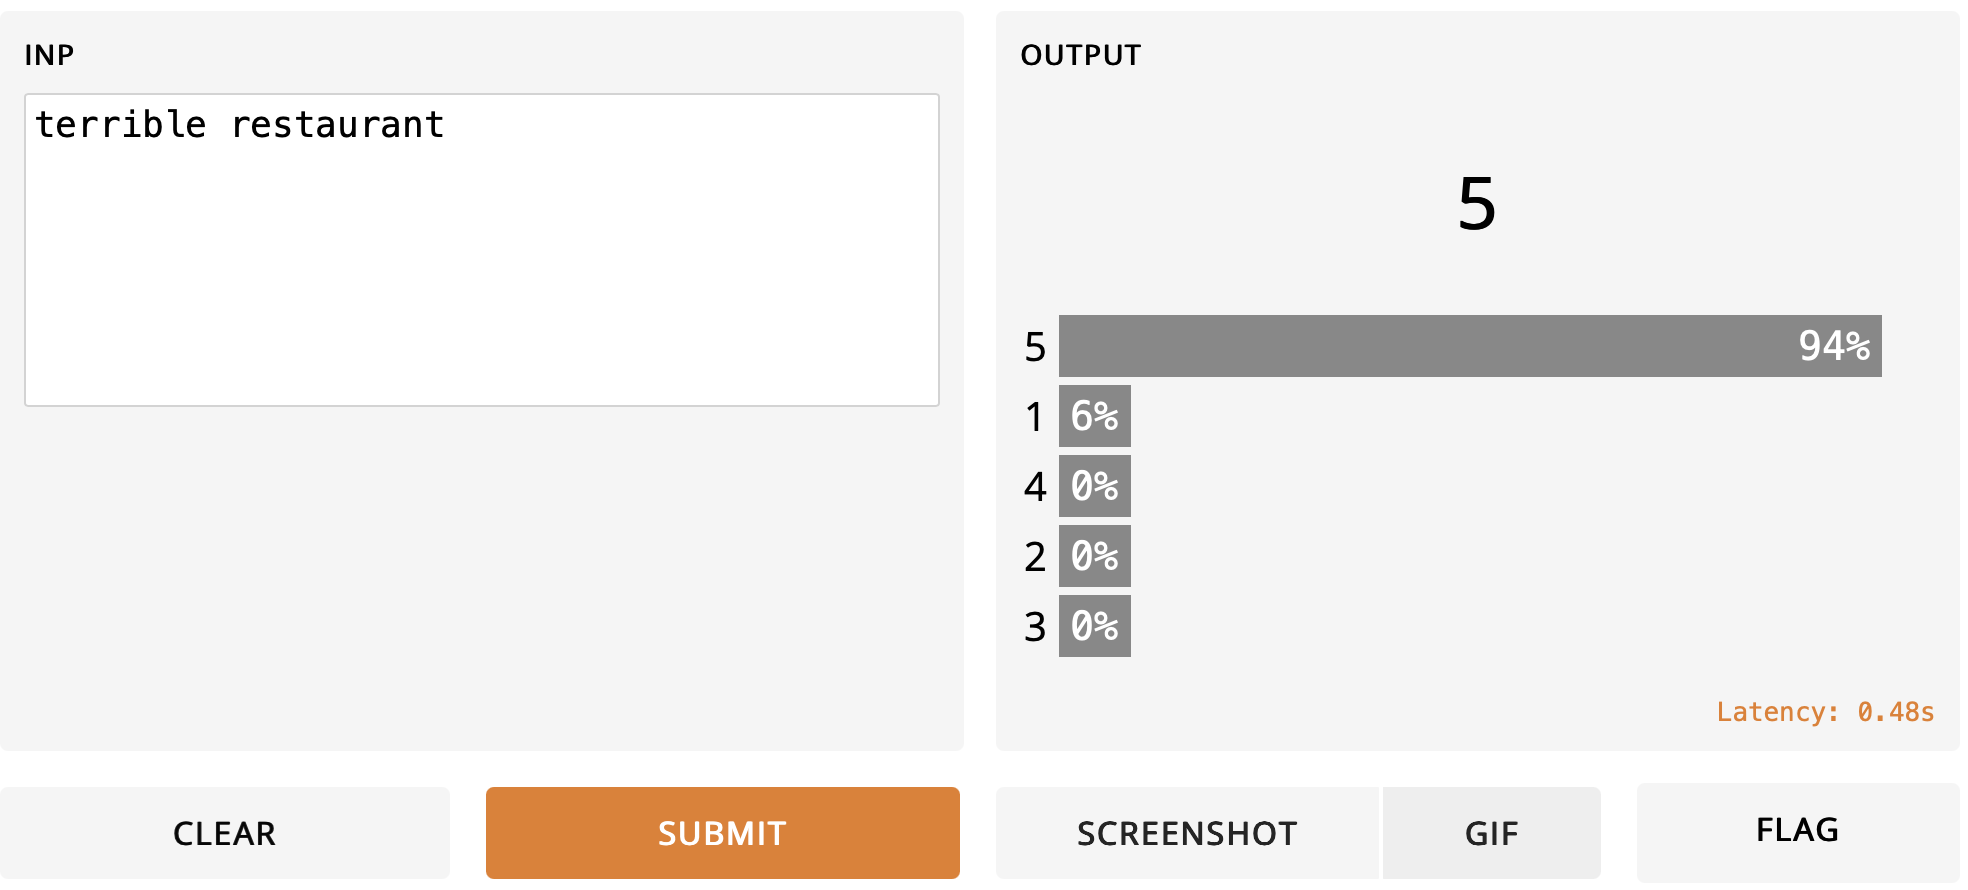 INP
terrible restaurant
OUTPUT
5
5 94%
1 6%
4 0%
2 0%
3 0%
Latency: 0.48s
CLEAR
SUBMIT
SCREENSHOT
GIF
FLAG